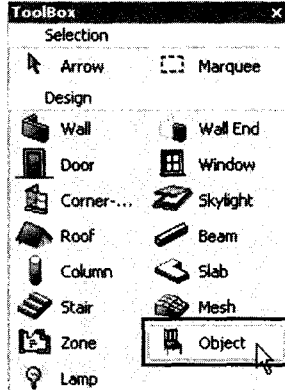 ToolBox
Selection
Arrow Marquee
Design
Wall Wall End
Door Window
Corner-... Skylight
Roof Beam
Column Slab
Stair Mesh
Zone Object
Lamp